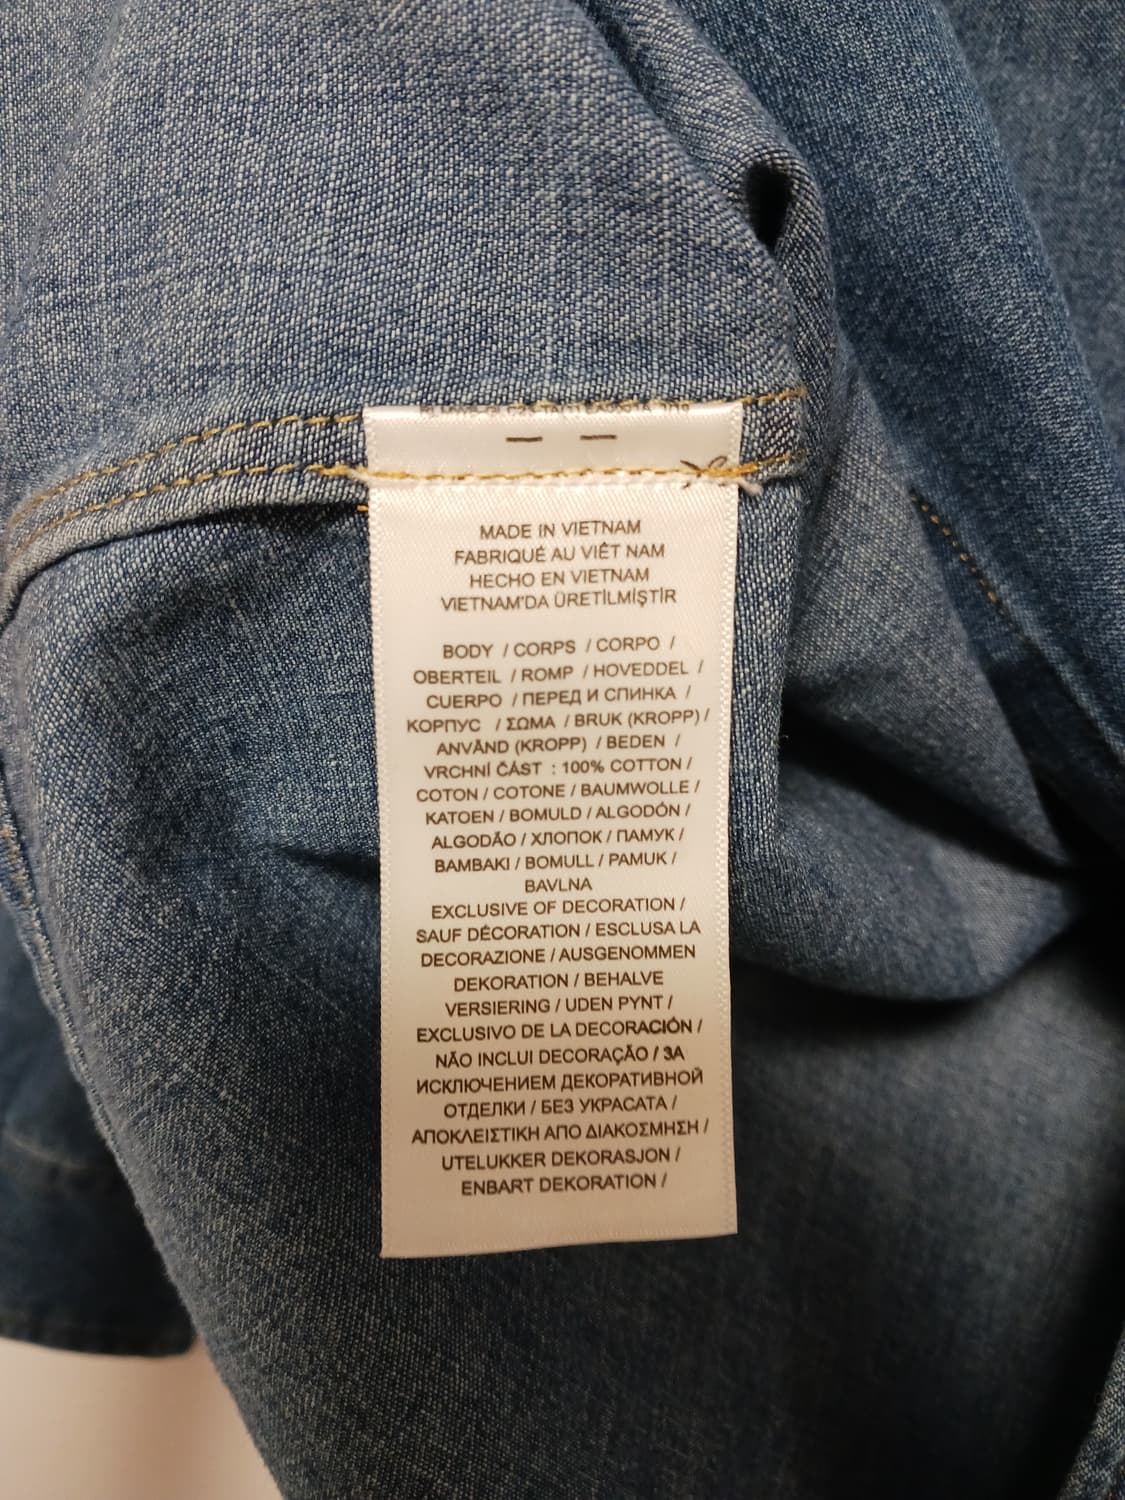 MADE IN VIETNAM
FABRIQUÉ AU VIÊT NAM
HECHO EN VIETNAM
VIETNAM'DA ÜRETİLMİŞTİR
BODY / CORPS / CORPO /
OBERTEIL / ROMP / HOVEDDEL /
CUERPO / ПЕРЕД И СПИНКА /
КОРПУС / ΣΩΜΑ / BRUK (KROPP) /
ANVÄND (KROPP) / BEDEN /
VRCHNÍ ČÁST : 100% COTTON /
COTON / COTONE / BAUMWOLLE /
KATOEN / BOMULD / ALGODÓN /
ALGODÃO / ХЛОПОК / ПАМУК /
BAMBAKI / BOMULL / PAMUK /
BAVLNA
EXCLUSIVE OF DECORATION /
SAUF DÉCORATION / ESCLUSA LA
DECORAZIONE / AUSGENOMMEN
DEKORATION / BEHALVE
VERSIERING / UDEN PYNT /
EXCLUSIVO DE LA DECORACIÓN /
NÃO INCLUI DECORAÇÃO / ЗА
ИСКЛЮЧЕНИЕМ ДЕКОРАТИВНОЙ
ОТДЕЛКИ / БЕЗ УКРАСАТА /
ΑΠΟΚΛΕΙΣΤΙΚΗ ΑΠΟ ΔΙΑΚΟΣΜΗΣΗ /
UTELUKKER DEKORASJON /
ENBART DEKORATION /